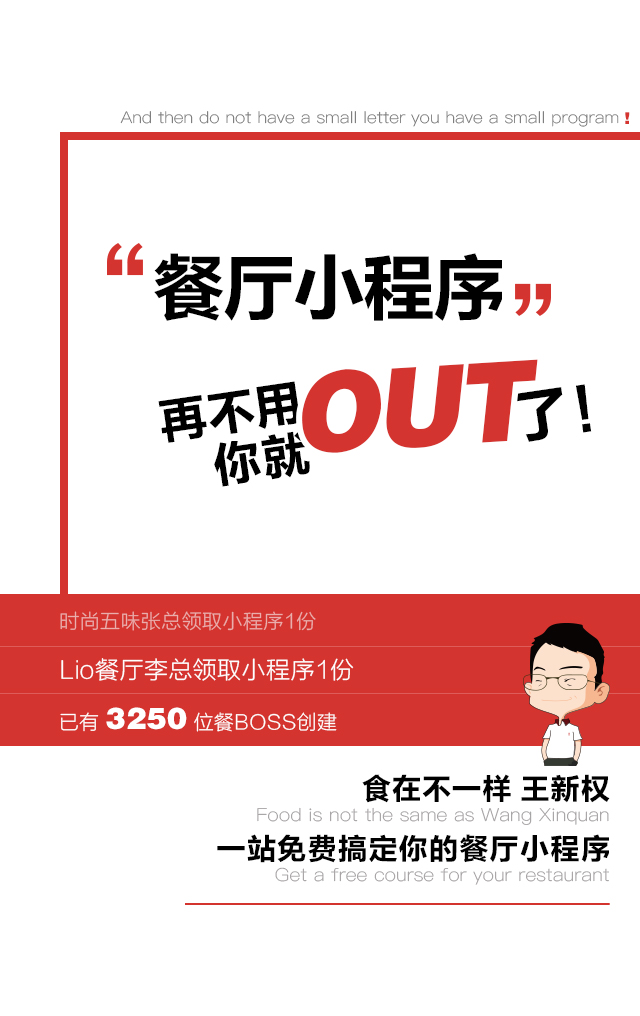 And then do not have a small letter you have a small program!
“餐厅小程序”
再不用
你就OUT了！
时尚五味张总领取小程序1份
Lio餐厅李总领取小程序1份
已有 3250 位餐BOSS创建
食在不一样 王新权
Food is not the same as Wang Xinquan
一站免费搞定你的餐厅小程序
Get a free course for your restaurant